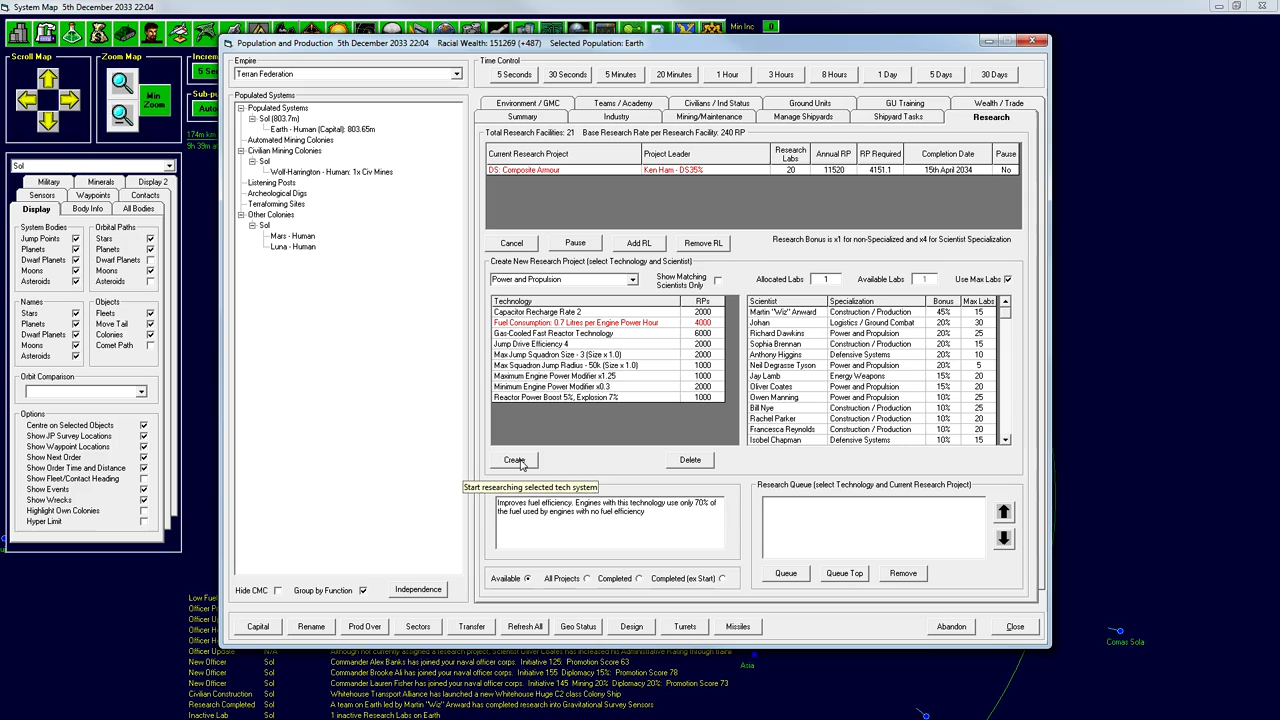 System Map   5th December 2033 22:04
Min Inc   0
Population and Production   5th December 2033 22:04   Racial Wealth: 151269 (+487)   Selected Population: Earth
Scroll Map
Zoom Map
Min
Zoom
Empire
Terran Federation
Time Control
5 Seconds   30 Seconds   5 Minutes   20 Minutes   1 Hour   3 Hours   8 Hours   1 Day   5 Days   30 Days
Populated Systems
Populated Systems
Sol (803.7m)
Earth - Human (Capital): 803.65m
Automated Mining Colonies
Civilian Mining Colonies
Sol
Wolf-Harrington - Human: 1x Civ Mines
Listening Posts
Archeological Digs
Terraforming Sites
Other Colonies
Sol
Mars - Human
Luna - Human
Environment / GMC   Teams / Academy   Civilians / Ind Status   Ground Units   GU Training   Wealth / Trade
Summary   Industry   Mining/Maintenance   Manage Shipyards   Shipyard Tasks   Research
Total Research Facilities: 21   Base Research Rate per Research Facility: 240 RP
Current Research Project   Project Leader   Research Labs   Annual RP   RP Required   Completion Date   Pause
DS: Composite Armour   Ken Ham - DS35%   20   11520   4151.1   15th April 2034   No
Cancel   Pause   Add RL   Remove RL   Research Bonus is x1 for non-Specialized and x4 for Scientist Specialization
Create New Research Project (select Technology and Scientist)
Power and Propulsion   Show Matching Scientists Only   Allocated Labs   1   Available Labs   1   Use Max Labs
Technology   RPs
Capacitor Recharge Rate 2   2000
Fuel Consumption: 0.7 Litres per Engine Power Hour   4000
Gas-Cooled Fast Reactor Technology   6000
Jump Drive Efficiency 4   2000
Max Jump Squadron Size - 3 (Size x1.0)   2000
Max Squadron Jump Radius - 50k (Size x1.0)   1000
Maximum Engine Power Modifier x1.25   1000
Minimum Engine Power Modifier x0.3   2000
Reactor Power Boost 5%, Explosion 7%   1000
Scientist   Specialization   Bonus   Max Labs
Martin "Wiz" Anward   Construction / Production   45%   15
Johan   Logistics / Ground Combat   20%   30
Richard Dawkins   Power and Propulsion   20%   25
Sophia Brennan   Construction / Production   20%   25
Anthony Higgins   Defensive Systems   20%   10
Neil Degrasse Tyson   Power and Propulsion   20%   5
Jay Lamb   Energy Weapons   15%   20
Oliver Coates   Power and Propulsion   15%   20
Owen Manning   Power and Propulsion   10%   25
Bill Nye   Construction / Production   10%   25
Rachel Parker   Construction / Production   10%   20
Francesca Reynolds   Construction / Production   10%   20
Isobel Chapman   Defensive Systems   10%   15
Create   Delete
Start researching selected tech system
Improves fuel efficiency. Engines with this technology use only 70% of
the fuel used by engines with no fuel efficiency
Research Queue (select Technology and Current Research Project)
Available   All Projects   Completed   Completed (ex Start)
Queue   Queue Top   Remove
Hide CMC   Group by Function   Independence
Capital   Rename   Prod Over   Sectors   Transfer   Refresh All   Geo Status   Design   Turrets   Missiles   Abandon   Close
Sol
Military   Minerals   Display 2
Sensors   Waypoints   Contacts
Display   Body Info   All Bodies
System Bodies   Orbital Paths
Jump Points   Stars
Planets   Planets
Dwarf Planets   Dwarf Planets
Moons   Moons
Asteroids   Asteroids
Names   Objects
Stars   Fleets
Planets   Move Tail
Dwarf Planets   Colonies
Moons   Comet Path
Asteroids
Orbit Comparison
Options
Centre on Selected Objects
Show JP Survey Locations
Show Waypoint Locations
Show Next Order
Show Order Time and Distance
Show Fleet/Contact Heading
Show Events
Show Wrecks
Highlight Own Colonies
Hyper Limit
Comas Sola
Asia
New Officer   Sol   Commander Alex Banks has joined your naval officer corps.   Initiative 125:   Promotion Score 63
New Officer   Sol   Commander Brooke Ali has joined your naval officer corps.   Initiative 155   Diplomacy 15%:   Promotion Score 78
New Officer   Sol   Commander Lauren Fisher has joined your naval officer corps.   Initiative 145   Mining 20%   Diplomacy 20%:   Promotion Score 73
Civilian Construction   Sol   Whitehouse Transport Alliance has launched a new Whitehouse Huge C2 class Colony Ship
Research Completed   Sol   A team on Earth led by Martin "Wiz" Anward has completed research into Gravitational Survey Sensors
Inactive Lab   Sol   1 inactive Research Labs on Earth